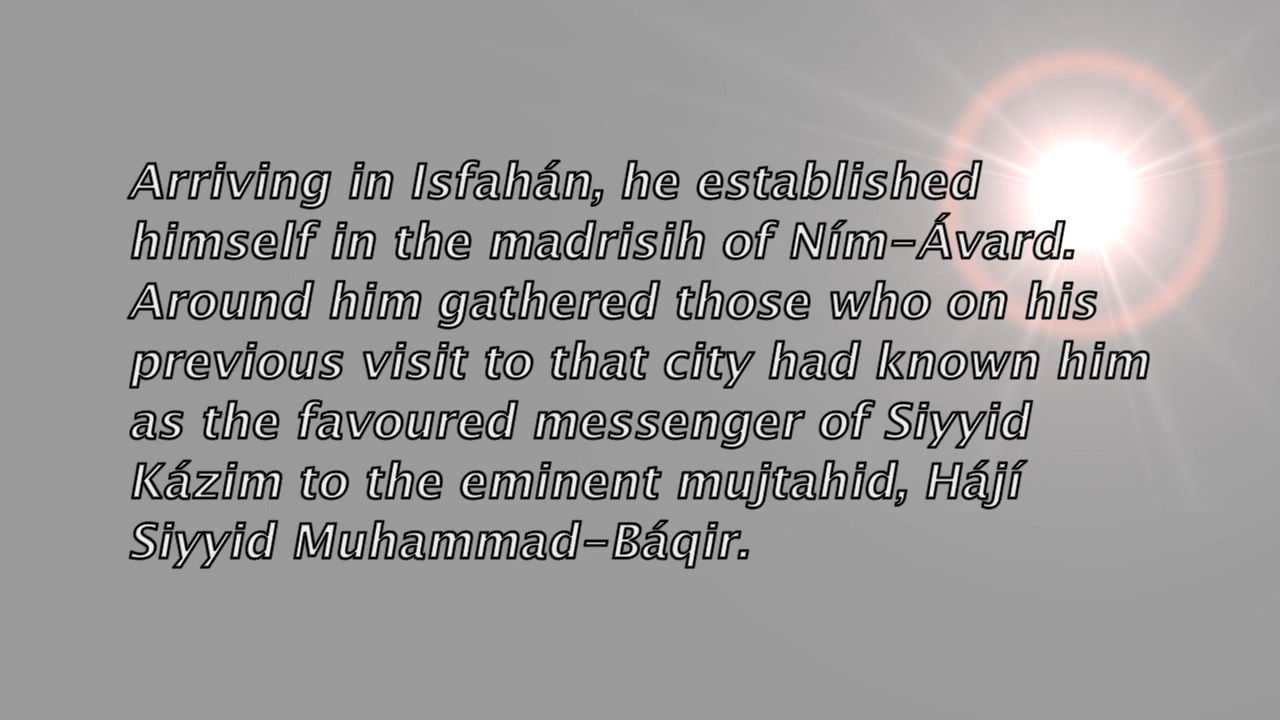 Arriving in Isfahán, he established
himself in the madrisih of Ním-Ávard.
Around him gathered those who on his
previous visit to that city had known him
as the favoured messenger of Siyyid
Kázim to the eminent mujtahid, Hájí
Siyyid Muhammad-Báqir.